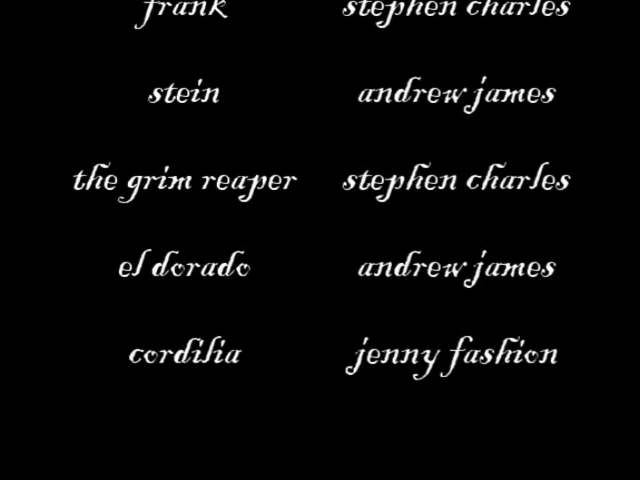 frank stephen charles
stein andrew james
the grim reaper stephen charles
el dorado andrew james
cordilia jenny fashion